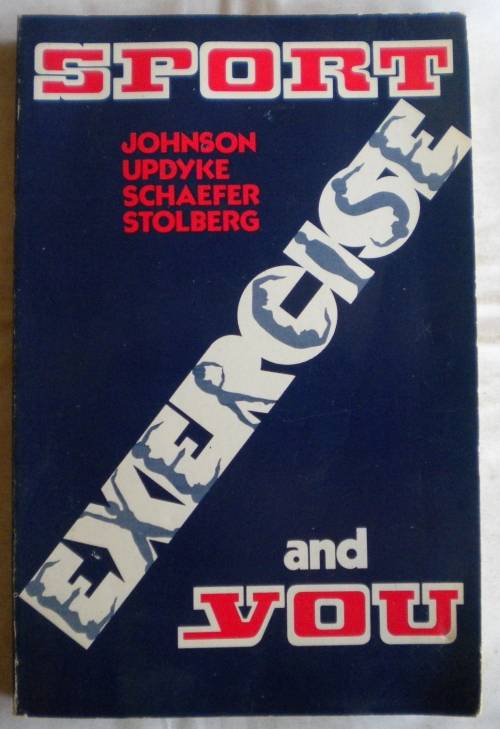 SPORT
JOHNSON
UPDYKE
SCHAEFER
STOLBERG
EXERCISE
and
YOU